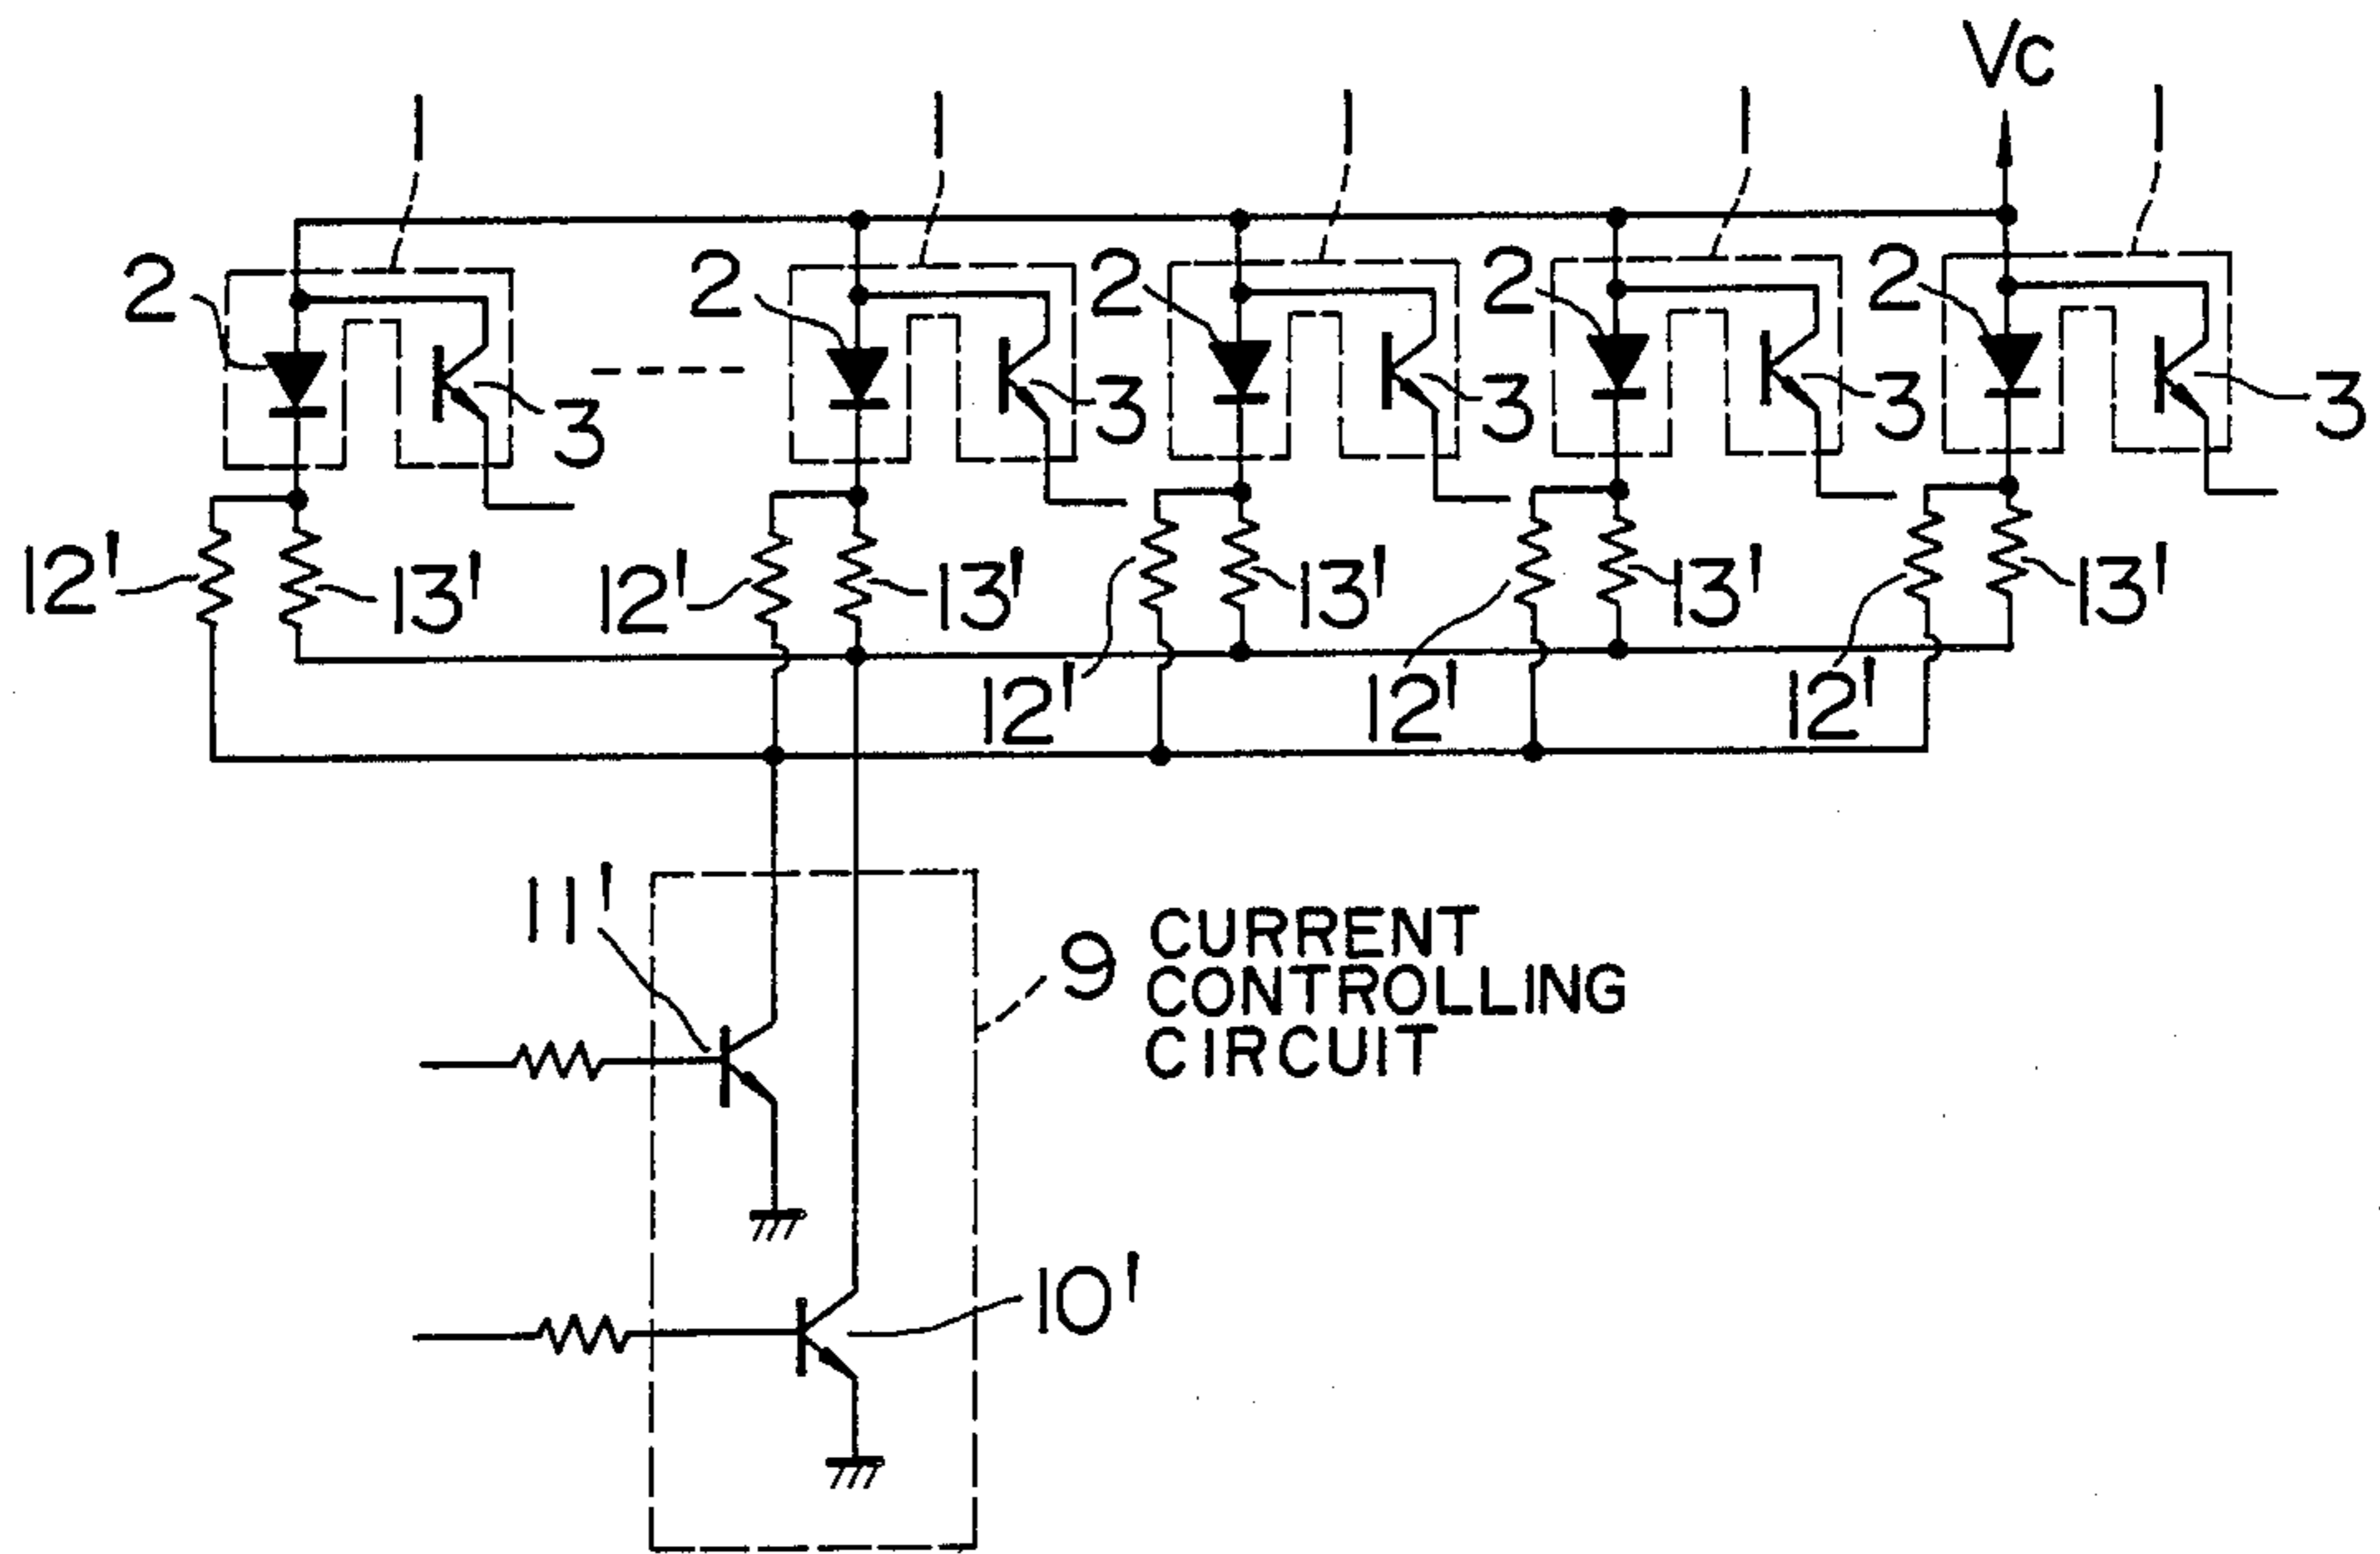 Vc
1 1 1 1 1
2 2 2 2 2
3 3 3 3 3
12' 13' 12' 13' 13' 13' 13'
12' 12' 12'
11'
9 CURRENT
CONTROLLING
CIRCUIT
10'